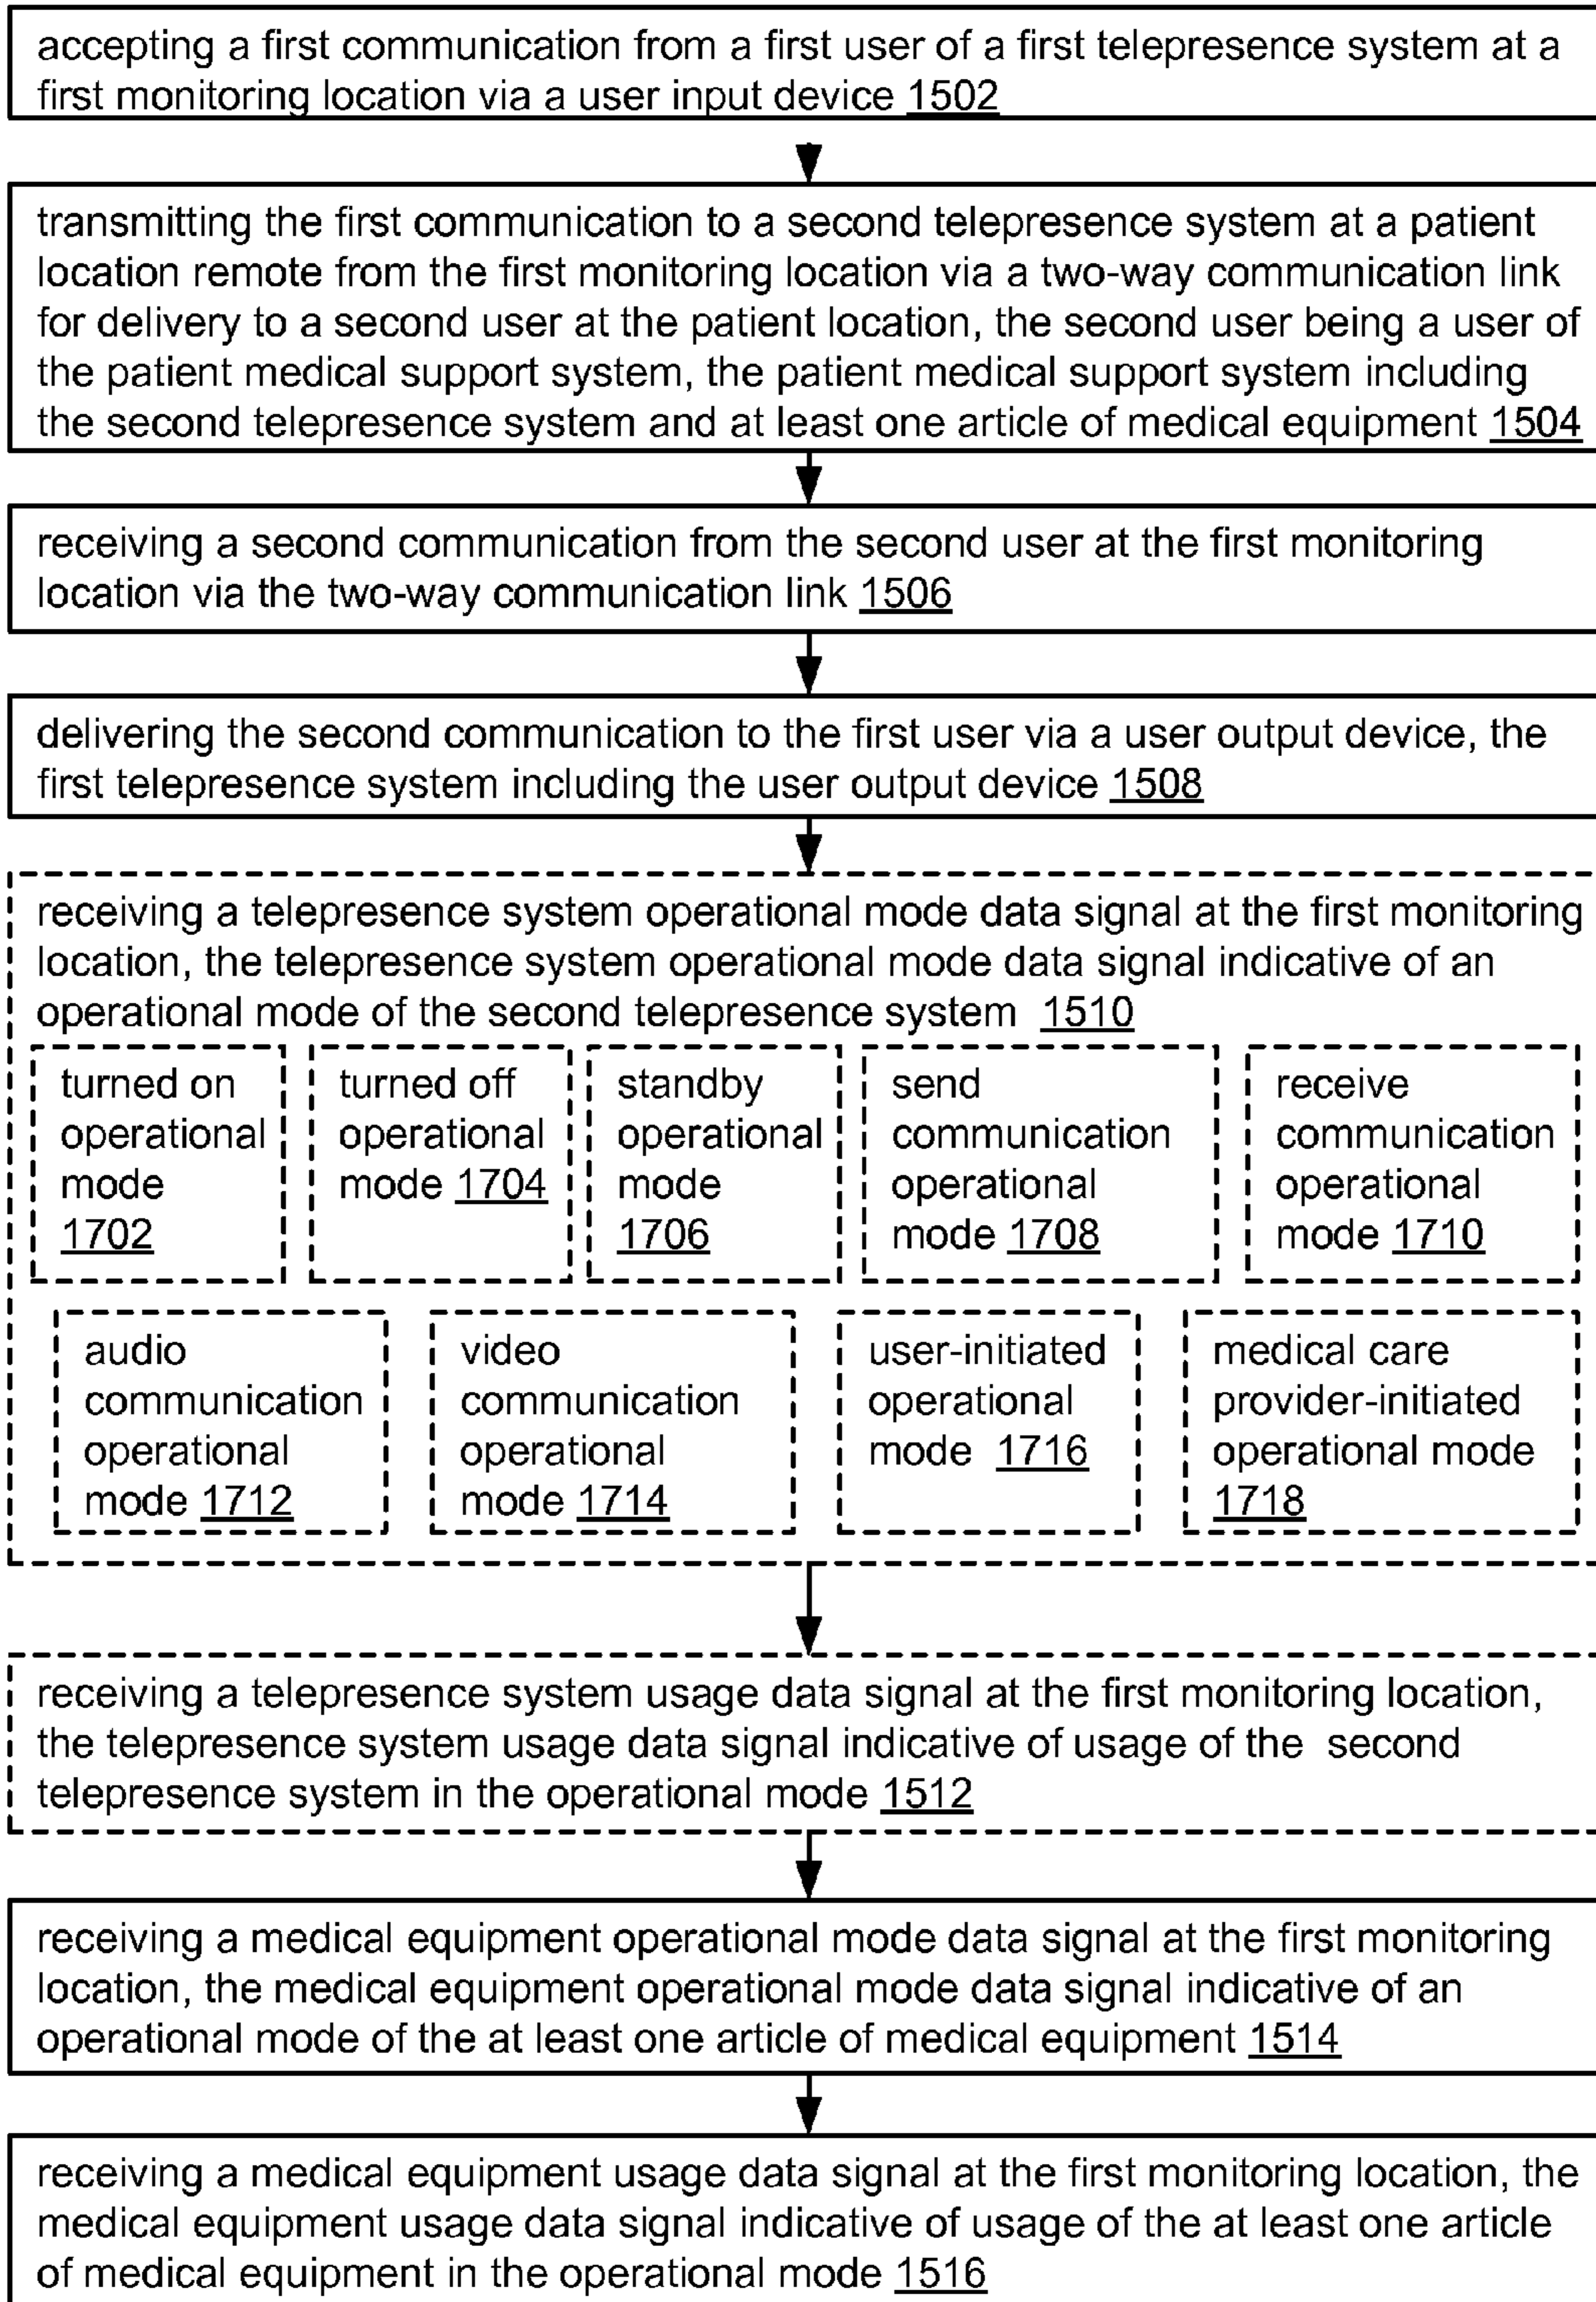 accepting a first communication from a first user of a first telepresence system at a
first monitoring location via a user input device 1502
transmitting the first communication to a second telepresence system at a patient
location remote from the first monitoring location via a two-way communication link
for delivery to a second user at the patient location, the second user being a user of
the patient medical support system, the patient medical support system including
the second telepresence system and at least one article of medical equipment 1504
receiving a second communication from the second user at the first monitoring
location via the two-way communication link 1506
delivering the second communication to the first user via a user output device, the
first telepresence system including the user output device 1508
receiving a telepresence system operational mode data signal at the first monitoring
location, the telepresence system operational mode data signal indicative of an
operational mode of the second telepresence system 1510
turned on
operational
mode
1702
turned off
operational
mode 1704
standby
operational
mode
1706
send
communication
operational
mode 1708
receive
communication
operational
mode 1710
audio
communication
operational
mode 1712
video
communication
operational
mode 1714
user-initiated
operational
mode 1716
medical care
provider-initiated
operational mode
1718
receiving a telepresence system usage data signal at the first monitoring location,
the telepresence system usage data signal indicative of usage of the second
telepresence system in the operational mode 1512
receiving a medical equipment operational mode data signal at the first monitoring
location, the medical equipment operational mode data signal indicative of an
operational mode of the at least one article of medical equipment 1514
receiving a medical equipment usage data signal at the first monitoring location, the
medical equipment usage data signal indicative of usage of the at least one article
of medical equipment in the operational mode 1516